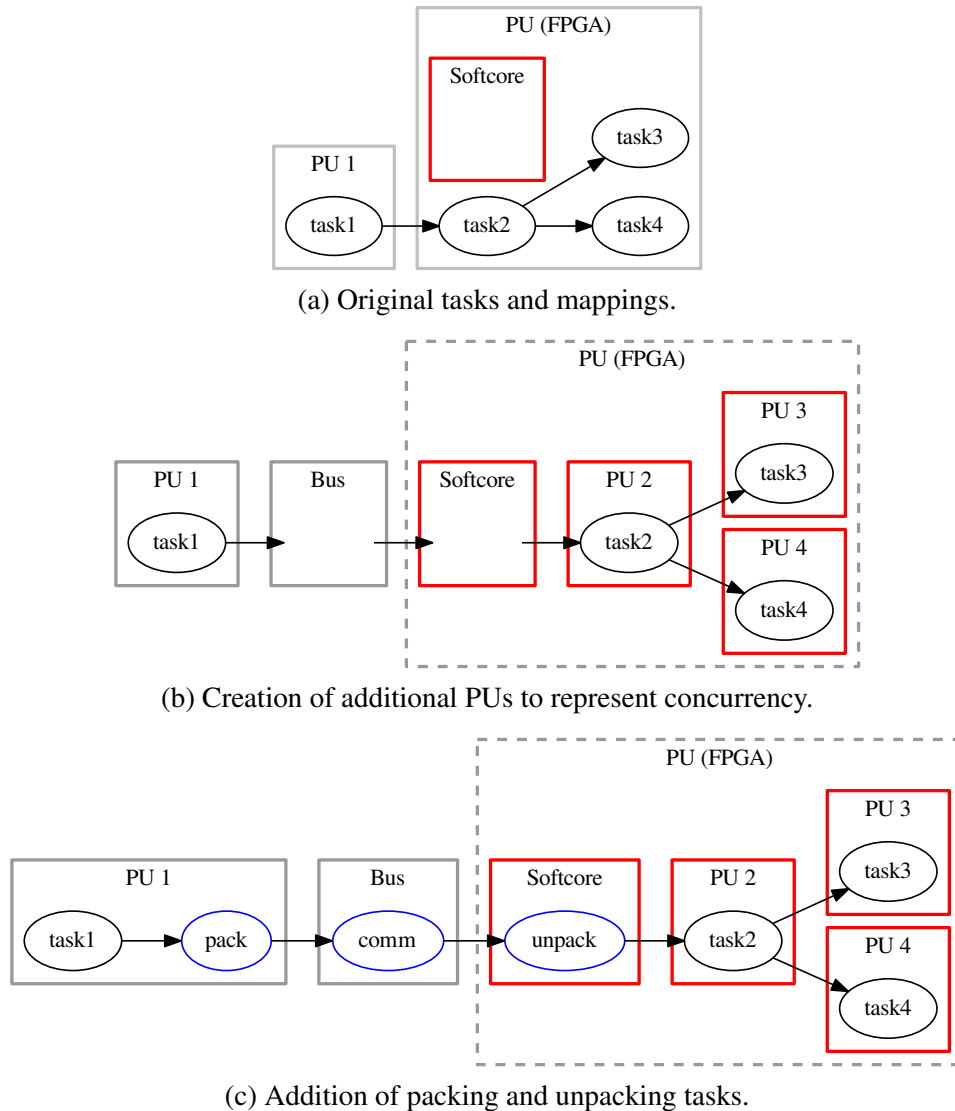 PU (FPGA)
Softcore
task3
PU 1
task1
task2
task4
(a) Original tasks and mappings.
PU (FPGA)
PU 3
task3
PU 1
Bus
Softcore
PU 2
task1
task2
PU 4
task4
(b) Creation of additional PUs to represent concurrency.
PU (FPGA)
PU 3
task3
PU 1
Bus
Softcore
PU 2
task1
pack
comm
unpack
task2
PU 4
task4
(c) Addition of packing and unpacking tasks.